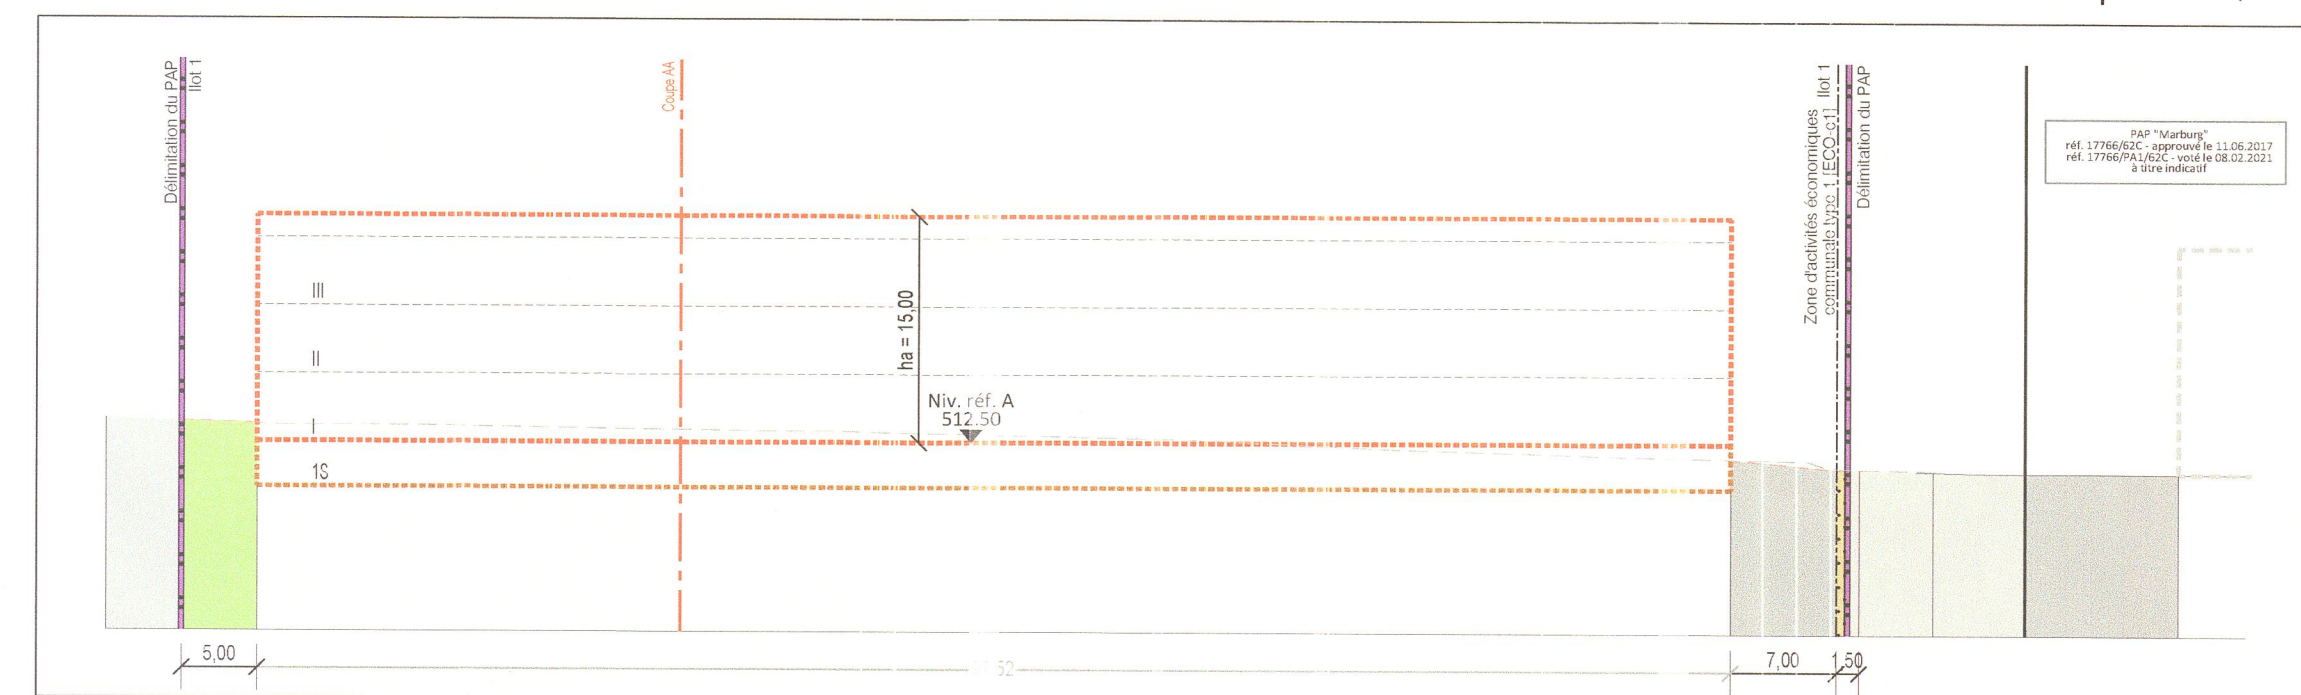 Délimitation du PAP
Ilot 1
Coupe AA
Zone d'activités économiques
communale type 1 [ECO-c1]
Ilot 1
Délimitation du PAP
PAP "Marburg"
réf. 17766/62C - approuvé le 11.06.2017
réf. 17766/PA1/62C - voté le 08.02.2021
à titre indicatif
III
II
I
1S
ha = 15,00
Niv. réf. A
512.50
5,00
7,00
1,50